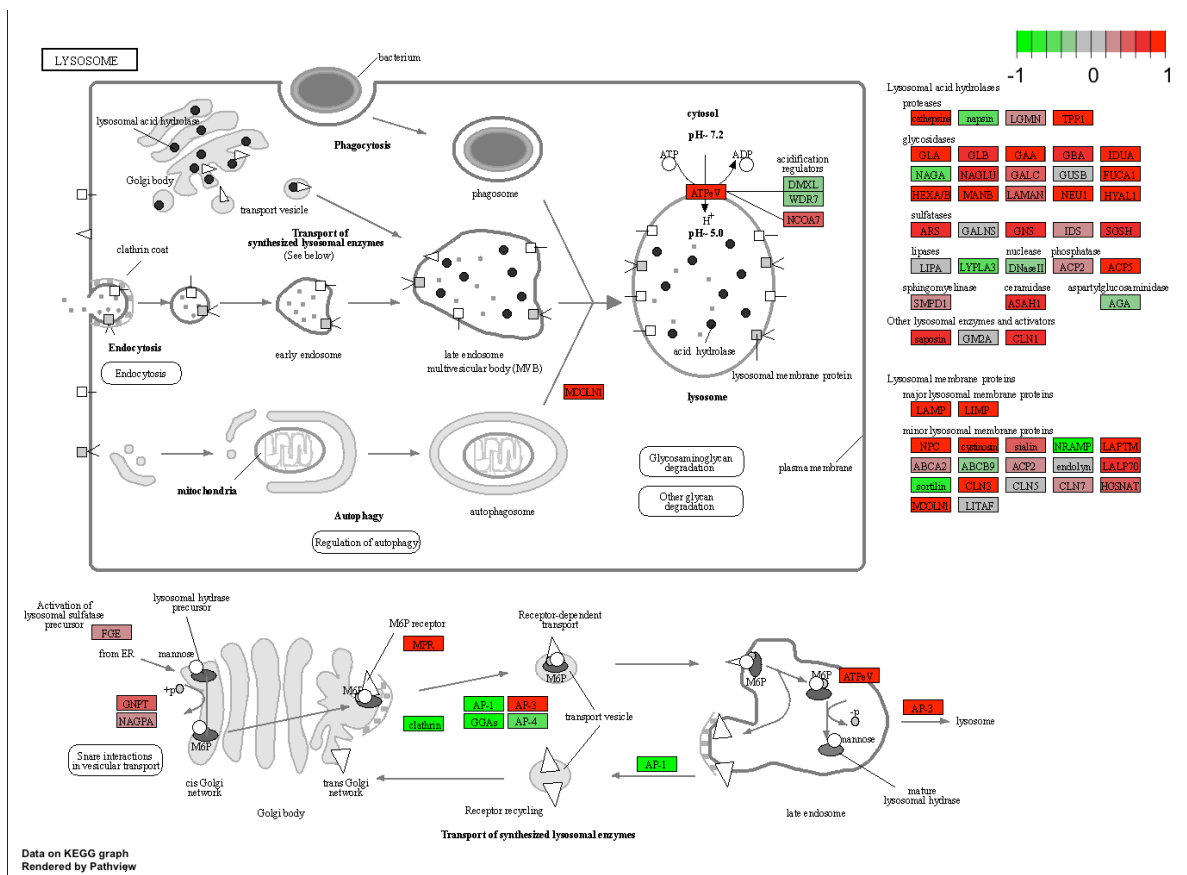 LYSOSOME
bacterium
-1
0
1
lysosomal acid hydrolase
Golgi body
transport vesicle
Phagocytosis
phagosome
cytosol
pH~ 7.2
ATP
ADP
ATPeV
H+
pH~ 5.0
acidification
regulators
DMXL
WDR7
NCOA7
Transport of
synthesized lysosomal enzymes
(See below)
clathrin coat
Endocytosis
Endocytosis
early endosome
late endosome
multivesicular body (MVB)
acid hydrolase
lysosomal membrane protein
lysosome
MCOLN1
mitochondria
Autophagy
Regulation of autophagy
autophagosome
Glycosaminoglycan
degradation
Other glycan
degradation
plasma membrane
Lysosomal acid hydrolases
proteases
cathepsins napsin LGMN TPP1
glycosidases
GLA GLB GAA GBA IDUA
NAGA NAGLU GALC GUSB FUCA1
HEXA/B MANB LAMAN NEU1 HYAL1
sulfatases
ARS GALNS GNS IDS SGSH
lipases nuclease phosphatase
LIPA LYPLA3 DNaseII ACP2 ACP5
sphingomyelinase ceramidase aspartylglucosaminidase
SMPD1 ASAH1 AGA
Other lysosomal enzymes and activators
saposin GM2A CLN1
Lysosomal membrane proteins
major lysosomal membrane proteins
LAMP LIMP
minor lysosomal membrane proteins
NPC cystinosin sialin NRAMP LAPTM
ABCA2 ABCB9 ACP2 endolyn LALP70
sortilin CLN3 CLN5 CLN7 HGSNAT
MCOLN1 LITAF
Activation of
lysosomal sulfatase
precursor
FGE
lysosomal hydrase
precursor
from ER
mannose
+p
GNPT
NAGPA
M6P
Snare interactions
in vesicular transport
cis Golgi
network
Golgi body
trans Golgi
network
M6P
M6P receptor
MPR
clathrin
AP-1 AP-3
GGAs AP-4
Receptor-dependent
transport
M6P
transport vesicle
Receptor recycling
AP-1
M6P
M6P
ATPeV
-p
mannose
AP-3
lysosome
mature
lysosomal hydrase
late endosome
Transport of synthesized lysosomal enzymes
Data on KEGG graph
Rendered by Pathview